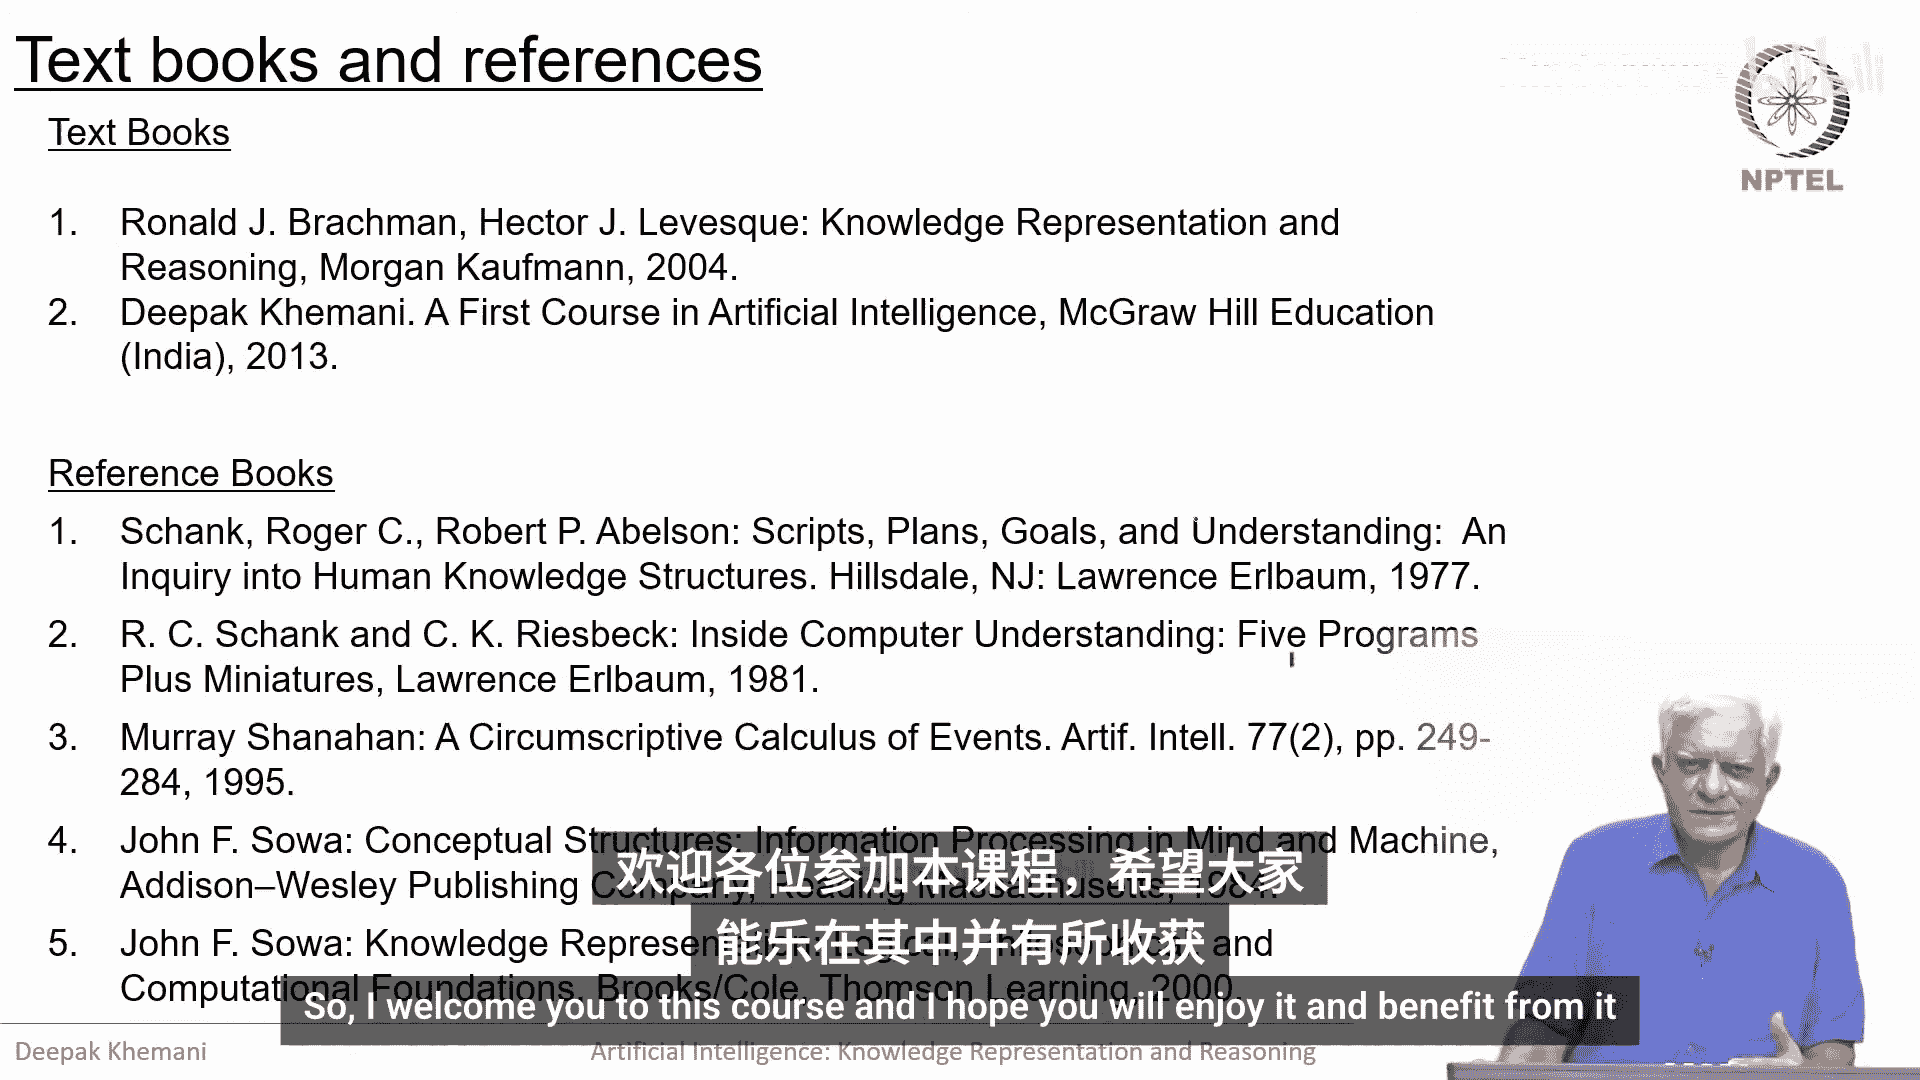 Text books and references
NPTEL
Text Books
1. Ronald J. Brachman, Hector J. Levesque: Knowledge Representation and
Reasoning, Morgan Kaufmann, 2004.
2. Deepak Khemani. A First Course in Artificial Intelligence, McGraw Hill Education
(India), 2013.
Reference Books
1. Schank, Roger C., Robert P. Abelson: Scripts, Plans, Goals, and Understanding: An
Inquiry into Human Knowledge Structures. Hillsdale, NJ: Lawrence Erlbaum, 1977.
2. R. C. Schank and C. K. Riesbeck: Inside Computer Understanding: Five Programs
Plus Miniatures, Lawrence Erlbaum, 1981.
3. Murray Shanahan: A Circumscriptive Calculus of Events. Artif. Intell. 77(2), pp. 249-
284, 1995.
4. John F. Sowa: Conceptual Structures: Information Processing in Mind and Machine,
Addison–Wesley Publishing Company, Reading Massachusetts, 1984.
5. John F. Sowa: Knowledge Representation: Logical, and
Computational Foundations, Brooks/Cole, Thomson Learning, 2000.
欢迎各位参加本课程，希望大家
能乐在其中并有所收获
So, I welcome you to this course and I hope you will enjoy it and benefit from it
Deepak Khemani
Artificial Intelligence: Knowledge Representation and Reasoning